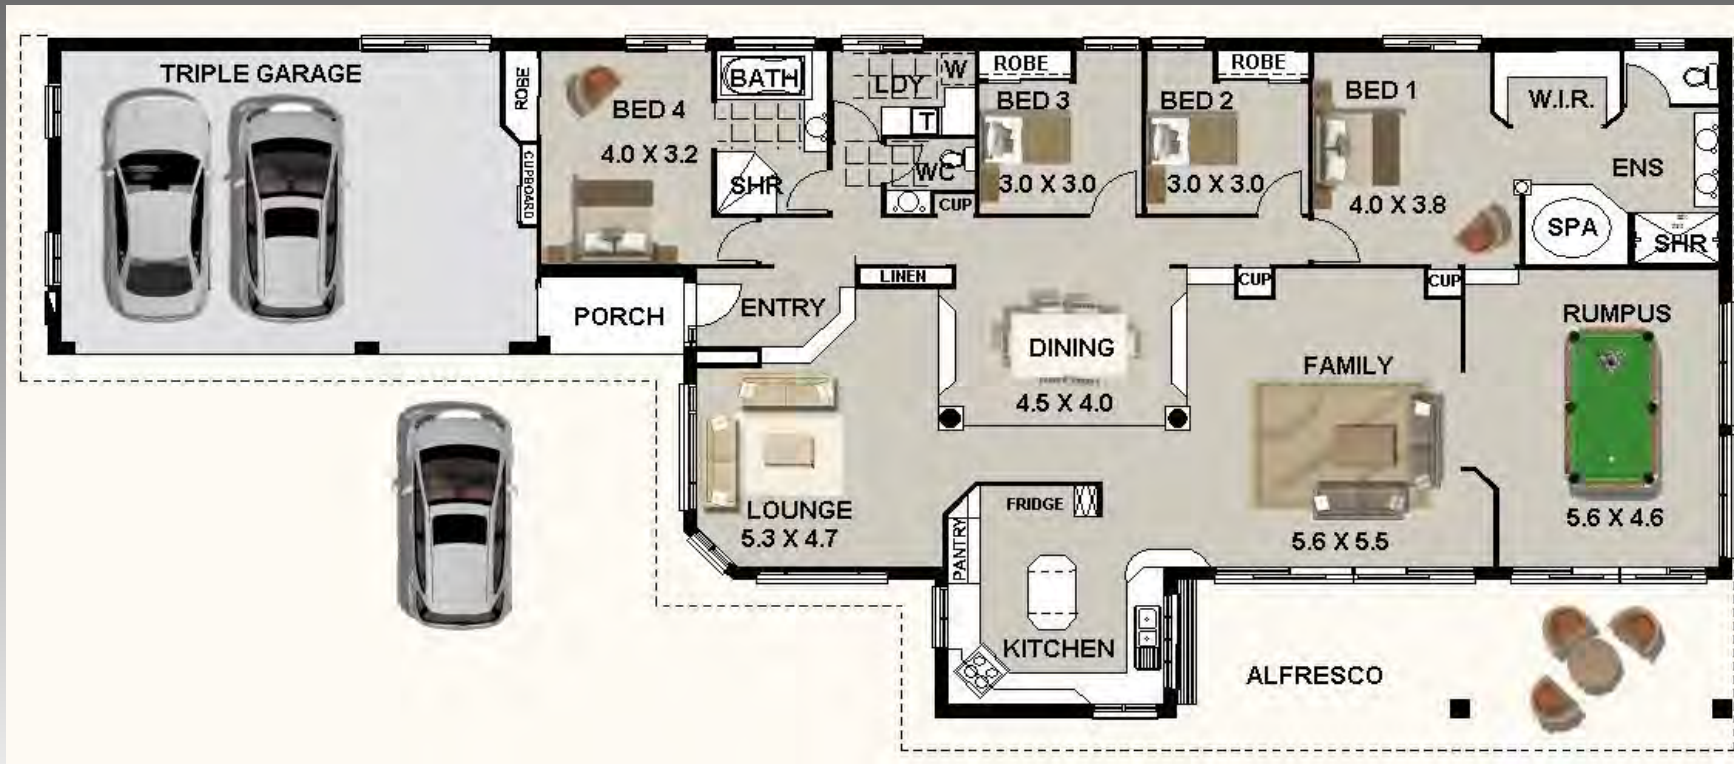 TRIPLE GARAGE
ROBE
CUPBOARD
BED 4
4.0 X 3.2
BATH
SHR
LDY
W
T
WC
CUP
ROBE
BED 3
3.0 X 3.0
ROBE
BED 2
3.0 X 3.0
BED 1
4.0 X 3.8
W.I.R.
ENS
SPA
SHR
PORCH
ENTRY
LINEN
DINING
4.5 X 4.0
CUP
CUP
FAMILY
5.6 X 5.5
RUMPUS
5.6 X 4.6
LOUNGE
5.3 X 4.7
FRIDGE
PANTRY
KITCHEN
ALFRESCO